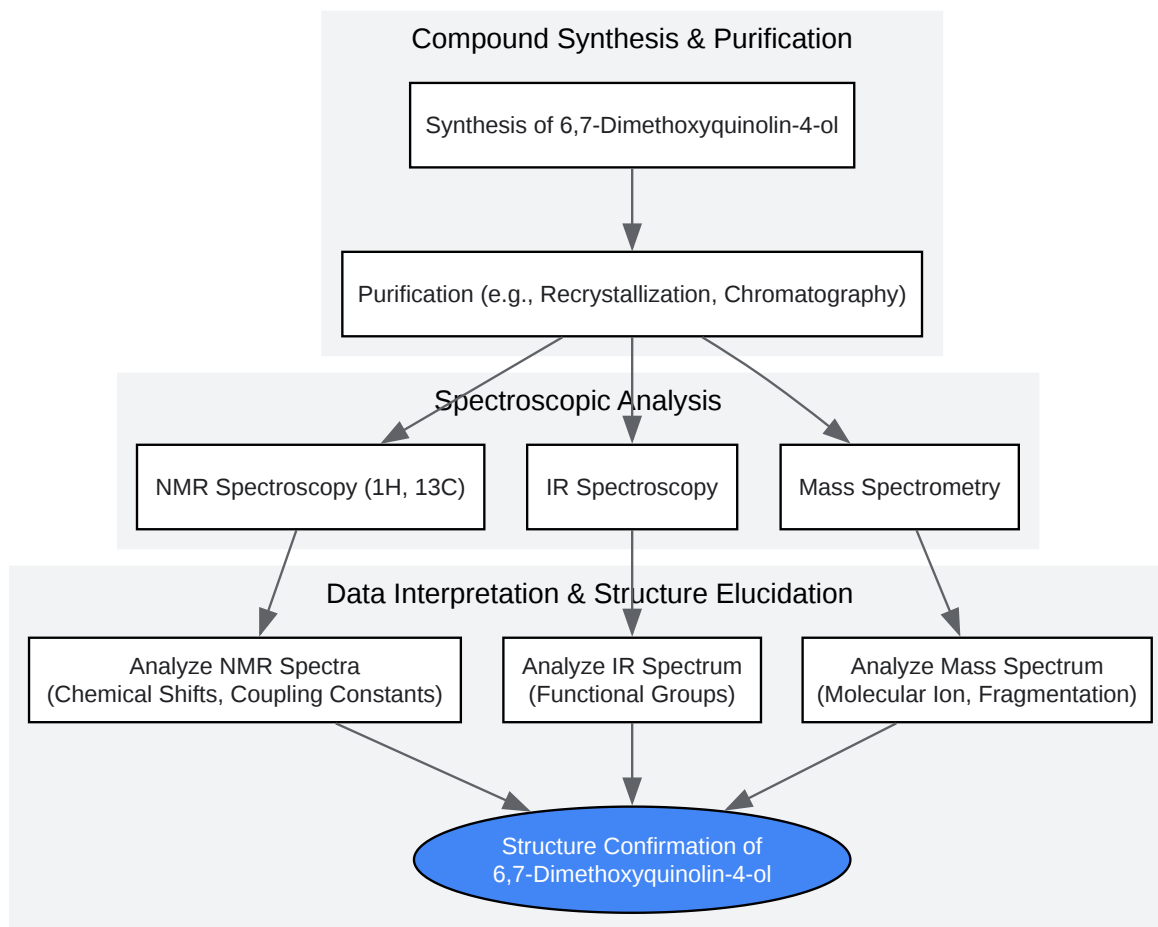 Compound Synthesis & Purification
Synthesis of 6,7-Dimethoxyquinolin-4-ol
Purification (e.g., Recrystallization, Chromatography)
Spectroscopic Analysis
NMR Spectroscopy (1H, 13C)
IR Spectroscopy
Mass Spectrometry
Data Interpretation & Structure Elucidation
Analyze NMR Spectra
(Chemical Shifts, Coupling Constants)
Analyze IR Spectrum
(Functional Groups)
Analyze Mass Spectrum
(Molecular Ion, Fragmentation)
Structure Confirmation of
6,7-Dimethoxyquinolin-4-ol